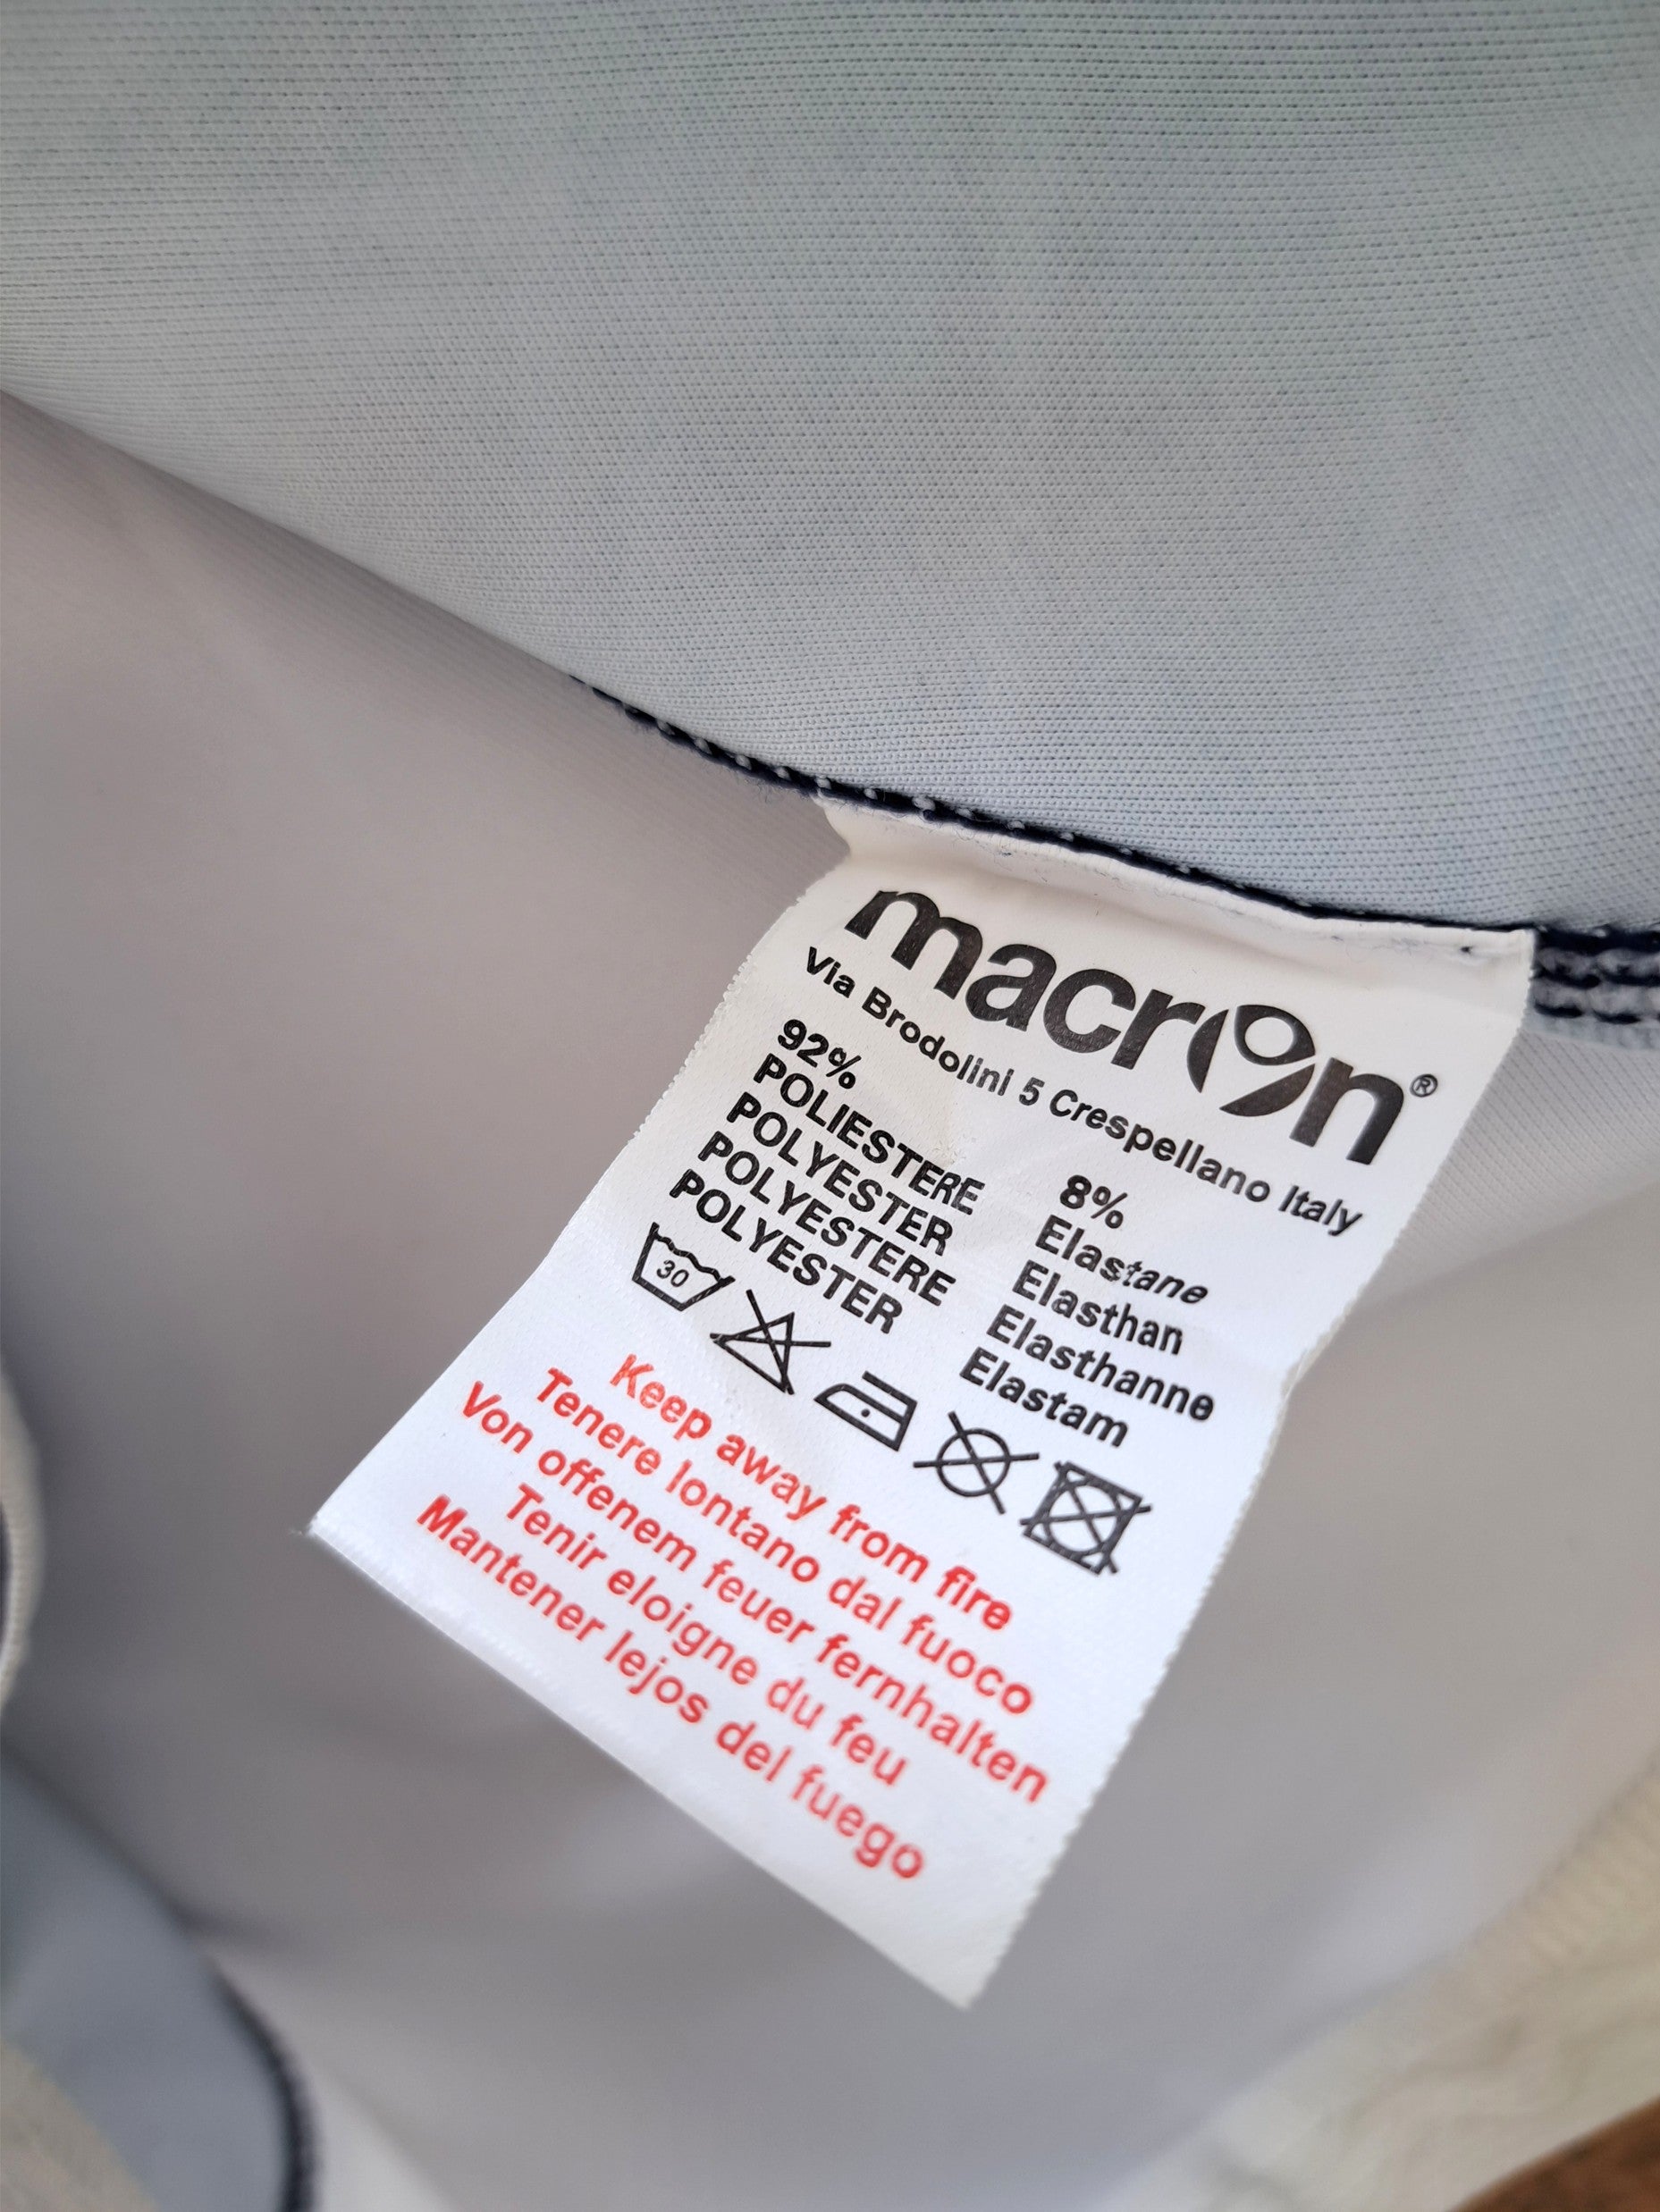 macron®
Via Brodolini 5 Crespellano Italy
92%
POLIESTERE
POLYESTER
POLYESTERE
POLYESTER
8%
Elastane
Elasthan
Elasthanne
Elastam
30
Keep away from fire
Tenere lontano dal fuoco
Von offenem feuer fernhalten
Tenir eloigne du feu
Mantener lejos del fuego